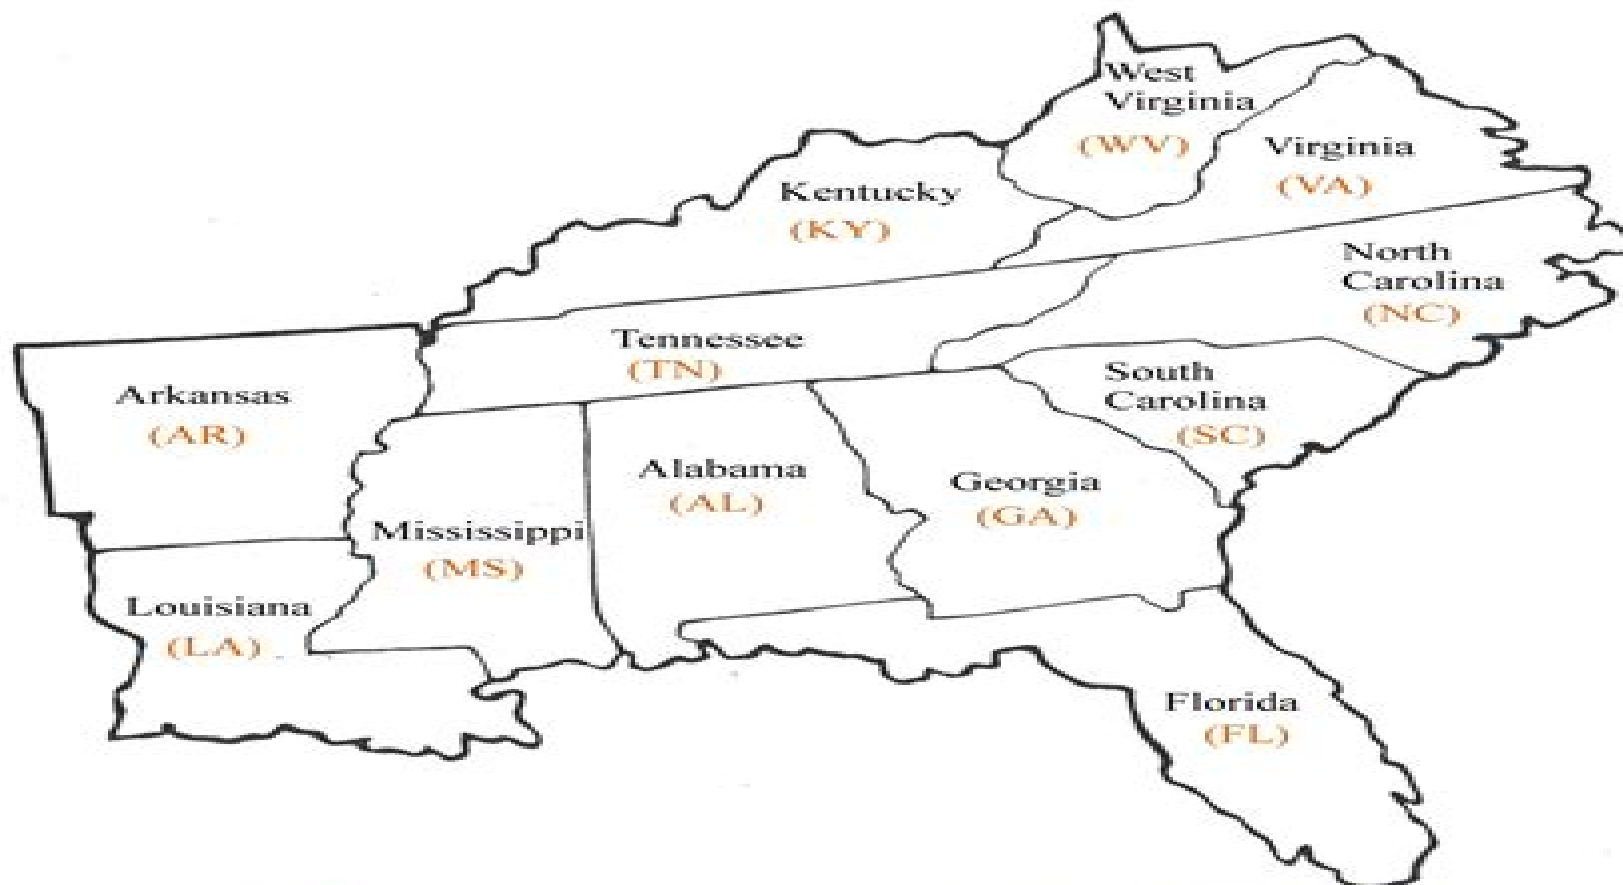 West
Virginia
(WV)
Virginia
(VA)
Kentucky
(KY)
North
Carolina
(NC)
Tennessee
(TN)
South
Carolina
(SC)
Arkansas
(AR)
Alabama
(AL)
Georgia
(GA)
Mississippi
(MS)
Louisiana
(LA)
Florida
(FL)